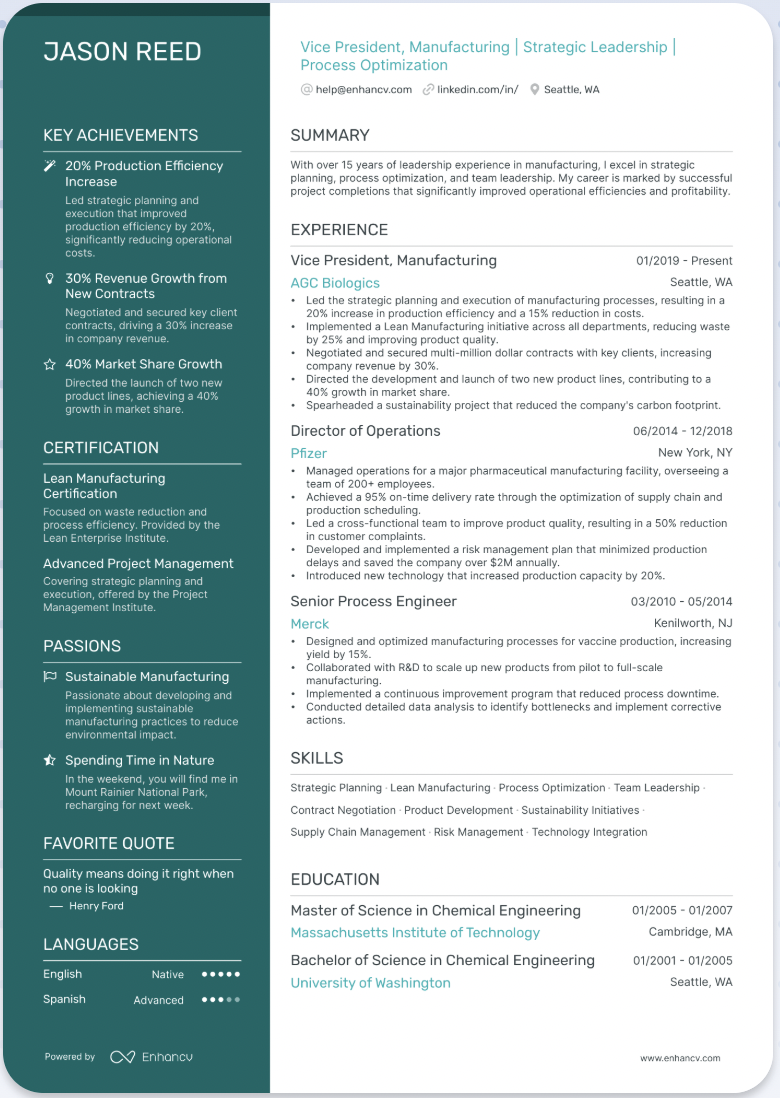 JASON REED
Vice President, Manufacturing | Strategic Leadership |
Process Optimization
help@enhancv.com linkedin.com/in/ Seattle, WA
KEY ACHIEVEMENTS
20% Production Efficiency
Increase
Led strategic planning and
execution that improved
production efficiency by 20%,
significantly reducing operational
costs.
30% Revenue Growth from
New Contracts
Negotiated and secured key client
contracts, driving a 30% increase
in company revenue.
40% Market Share Growth
Directed the launch of two new
product lines, achieving a 40%
growth in market share.
CERTIFICATION
Lean Manufacturing
Certification
Focused on waste reduction and
process efficiency. Provided by the
Lean Enterprise Institute.
Advanced Project Management
Covering strategic planning and
execution, offered by the Project
Management Institute.
PASSIONS
Sustainable Manufacturing
Passionate about developing and
implementing sustainable
manufacturing practices to reduce
environmental impact.
Spending Time in Nature
In the weekend, you will find me in
Mount Rainier National Park,
recharging for next week.
FAVORITE QUOTE
Quality means doing it right when
no one is looking
— Henry Ford
LANGUAGES
English Native
Spanish Advanced
Powered by Enhancv
SUMMARY
With over 15 years of leadership experience in manufacturing, I excel in strategic
planning, process optimization, and team leadership. My career is marked by successful
project completions that significantly improved operational efficiencies and profitability.
EXPERIENCE
Vice President, Manufacturing 01/2019 - Present
AGC Biologics Seattle, WA
• Led the strategic planning and execution of manufacturing processes, resulting in a
20% increase in production efficiency and a 15% reduction in costs.
• Implemented a Lean Manufacturing initiative across all departments, reducing waste
by 25% and improving product quality.
• Negotiated and secured multi-million dollar contracts with key clients, increasing
company revenue by 30%.
• Directed the development and launch of two new product lines, contributing to a
40% growth in market share.
• Spearheaded a sustainability project that reduced the company's carbon footprint.
Director of Operations 06/2014 - 12/2018
Pfizer New York, NY
• Managed operations for a major pharmaceutical manufacturing facility, overseeing a
team of 200+ employees.
• Achieved a 95% on-time delivery rate through the optimization of supply chain and
production scheduling.
• Led a cross-functional team to improve product quality, resulting in a 50% reduction
in customer complaints.
• Developed and implemented a risk management plan that minimized production
delays and saved the company over $2M annually.
• Introduced new technology that increased production capacity by 20%.
Senior Process Engineer 03/2010 - 05/2014
Merck Kenilworth, NJ
• Designed and optimized manufacturing processes for vaccine production, increasing
yield by 15%.
• Collaborated with R&D to scale up new products from pilot to full-scale
manufacturing.
• Implemented a continuous improvement program that reduced process downtime.
• Conducted detailed data analysis to identify bottlenecks and implement corrective
actions.
SKILLS
Strategic Planning · Lean Manufacturing · Process Optimization · Team Leadership ·
Contract Negotiation · Product Development · Sustainability Initiatives ·
Supply Chain Management · Risk Management · Technology Integration
EDUCATION
Master of Science in Chemical Engineering 01/2005 - 01/2007
Massachusetts Institute of Technology Cambridge, MA
Bachelor of Science in Chemical Engineering 01/2001 - 01/2005
University of Washington Seattle, WA
www.enhancv.com